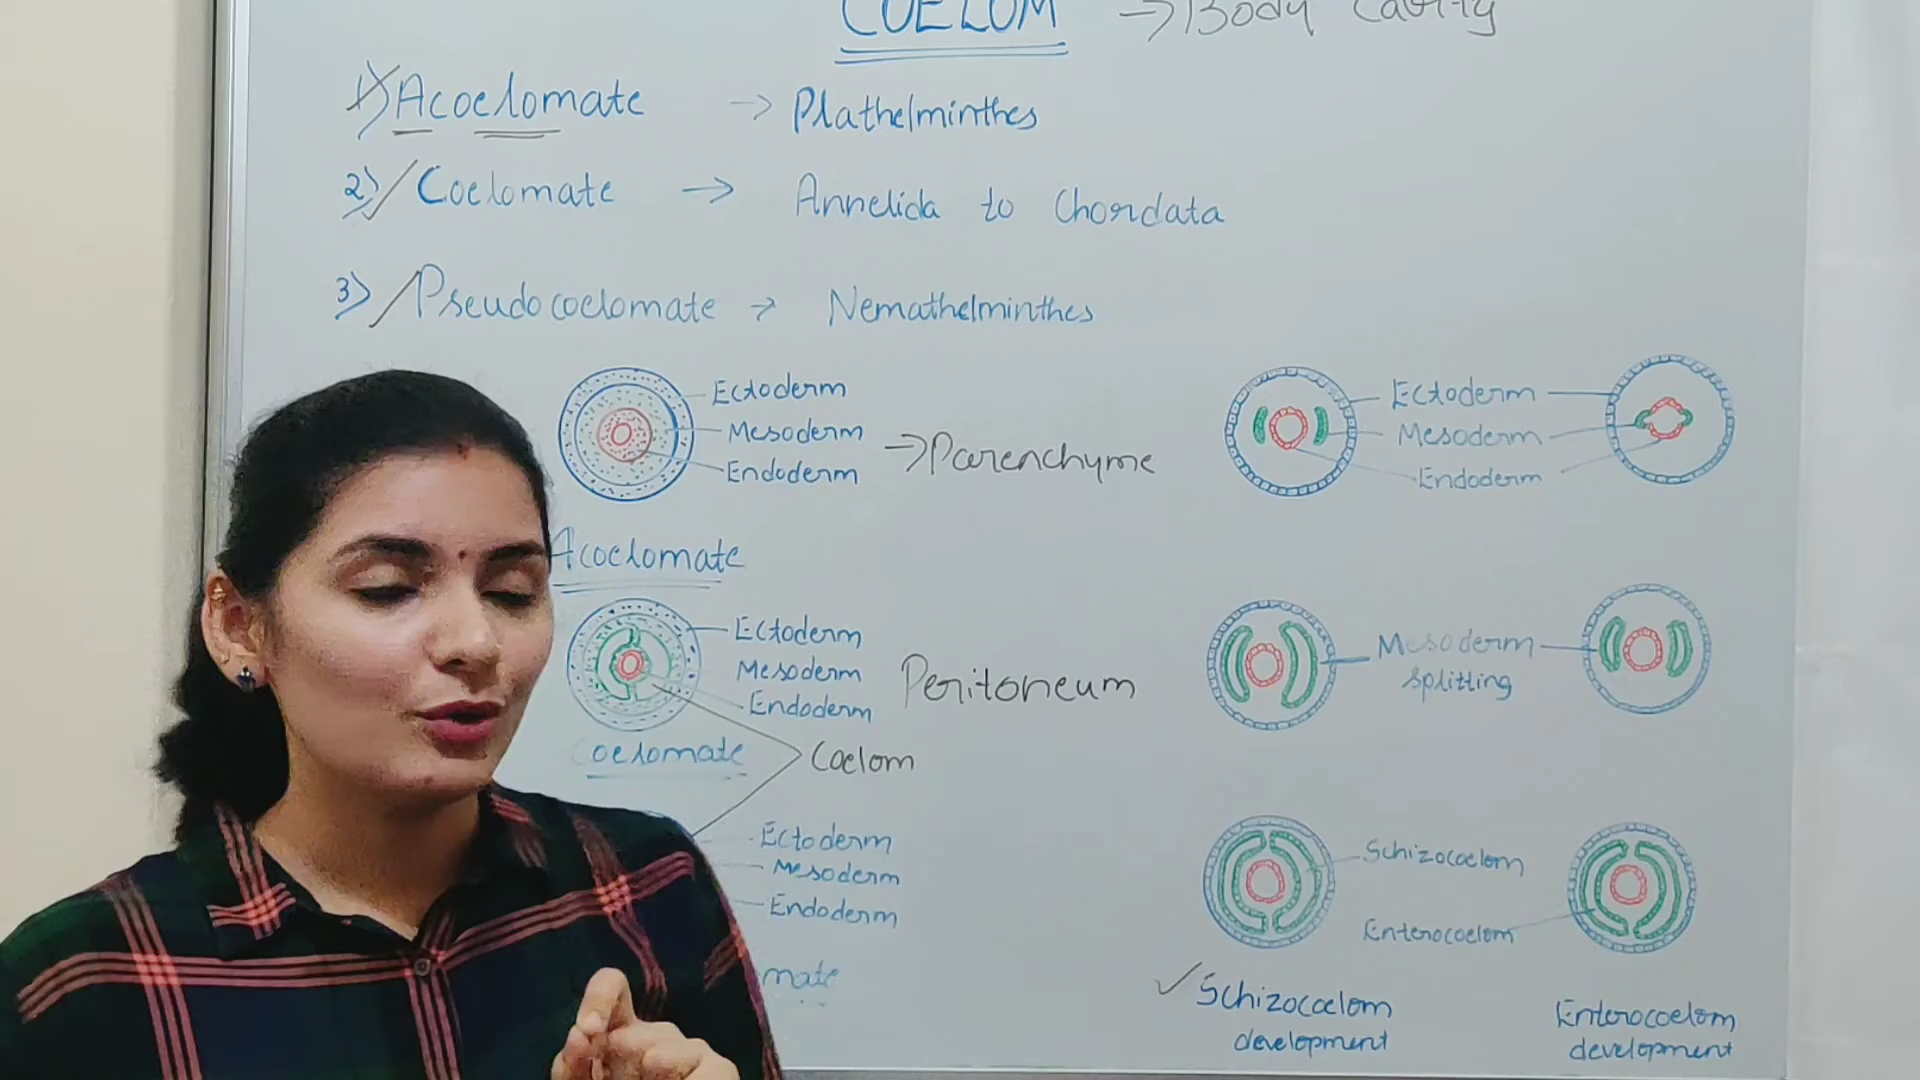 COELOM → Body Cavity
1) Acoelomate → Plathelminthes
2) Coelomate → Annelida to Chordata
3) Pseudocoelomate → Nemathelminthes
Ectoderm
Mesoderm → Parenchyme
Endoderm
Acoelomate
Ectoderm
Mesoderm
Endoderm
Peritoneum
Coelomate
Coelom
Ectoderm
Mesoderm
Endoderm
mate
Ectoderm
Mesoderm
Endoderm
Mesoderm
splitting
Schizocoelom
Enterocoelom
Schizocoelom
development
Enterocoelom
development